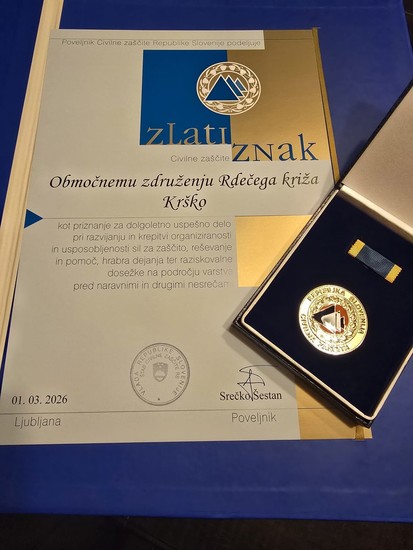 Poveljnik Civilne zaščite Republike Slovenije podeljuje
zLati
Civilne zaščite
zNAK
Območnemu združenju Rdečega križa
Krško
kot priznanje za dolgoletno uspešno delo
pri razvijanju in krepitvi organiziranosti
in usposobljenosti sil za zaščito, reševanje
in pomoč, hrabra dejanja ter raziskovalne
dosežke na področju varstva
pred naravnimi in drugimi nesrečami
VLADA REPUBLIKE SLOVENIJE
01. 03. 2026
Srečko Šestan
Ljubljana
Poveljnik
REPUBLIKA SLOVENIJA
CIVILNA ZAŠČITA